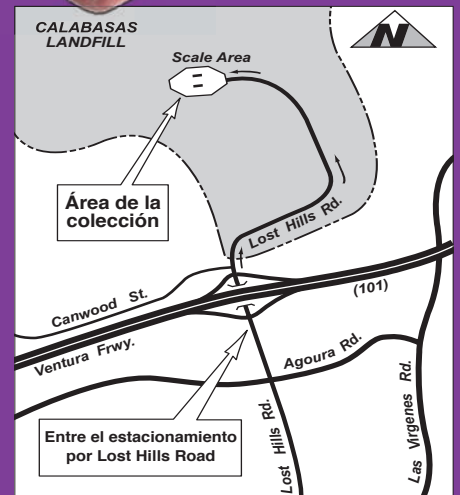 CALABASAS
LANDFILL
N
Scale Area
Área de la
colección
Lost Hills Rd.
Canwood St.
(101)
Ventura Frwy.
Agoura Rd.
Entre el estacionamiento
por Lost Hills Road
Lost Hills Rd.
Las Virgenes Rd.